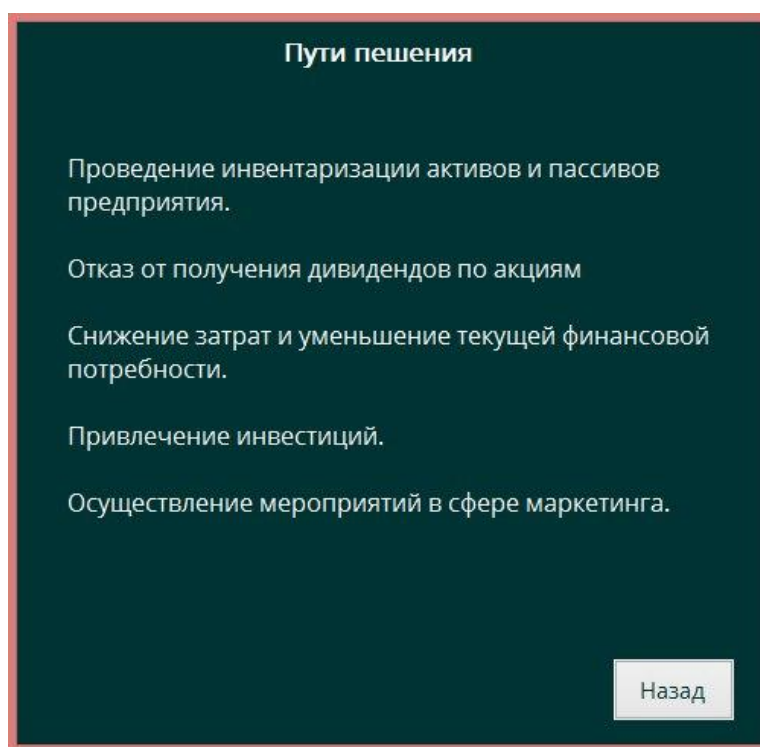 Пути пешения
Проведение инвентаризации активов и пассивов
предприятия.
Отказ от получения дивидендов по акциям
Снижение затрат и уменьшение текущей финансовой
потребности.
Привлечение инвестиций.
Осуществление мероприятий в сфере маркетинга.
Назад